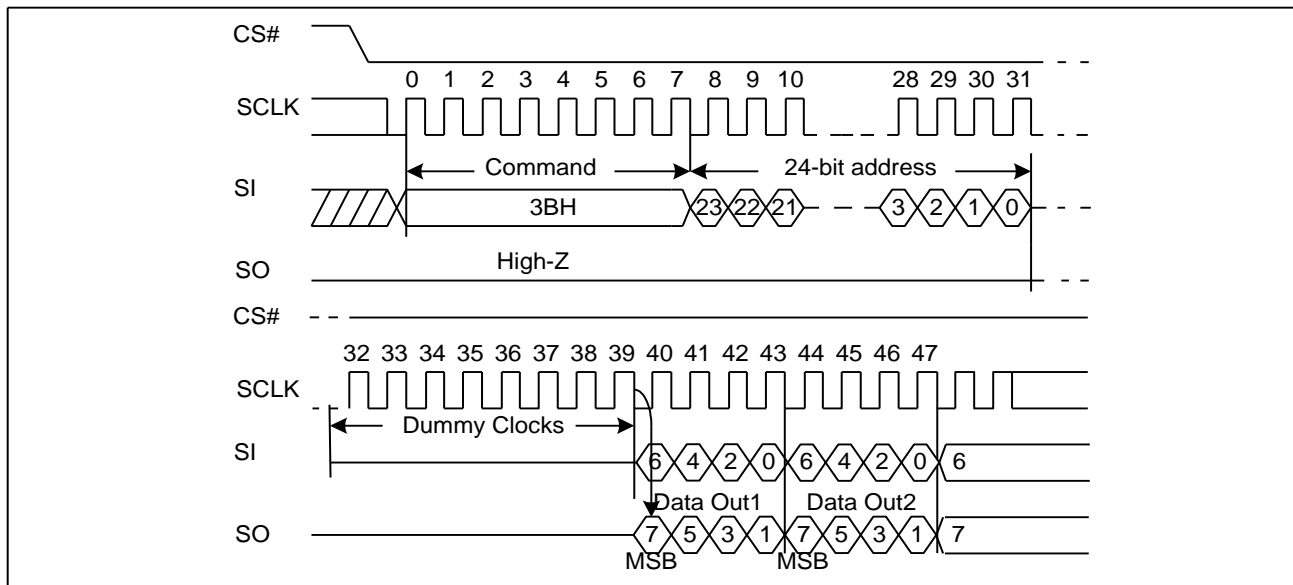 CS#
0 1 2 3 4 5 6 7 8 9 10 28 29 30 31
SCLK
Command 24-bit address
SI
3BH 23 22 21 3 2 1 0
High-Z
SO
CS#
32 33 34 35 36 37 38 39 40 41 42 43 44 45 46 47
SCLK
Dummy Clocks
SI
6 4 2 0 6 4 2 0 6
Data Out1 Data Out2
SO
7 5 3 1 7 5 3 1 7
MSB MSB